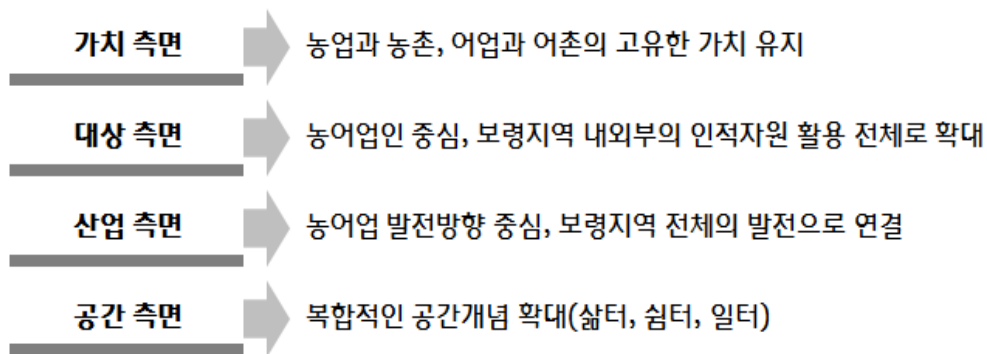 가치 측면
농업과 농촌, 어업과 어촌의 고유한 가치 유지
대상 측면
농어업인 중심, 보령지역 내외부의 인적자원 활용 전체로 확대
산업 측면
농어업 발전방향 중심, 보령지역 전체의 발전으로 연결
공간 측면
복합적인 공간개념 확대(삶터, 쉼터, 일터)